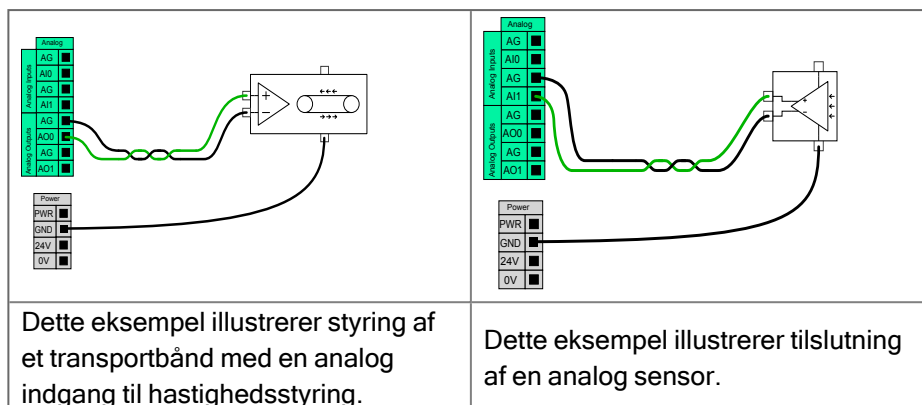 Analog
Analog Inputs
AG
AI0
AG
AI1
Analog Outputs
AG
AO0
AG
AO1
+
−
←←←
→→→
Power
PWR
GND
24V
0V
Analog
Analog Inputs
AG
AI0
AG
AI1
Analog Outputs
AG
AO0
AG
AO1
+
−
Power
PWR
GND
24V
0V
Dette eksempel illustrerer styring af
et transportbånd med en analog
indgang til hastighedsstyring.
Dette eksempel illustrerer tilslutning
af en analog sensor.